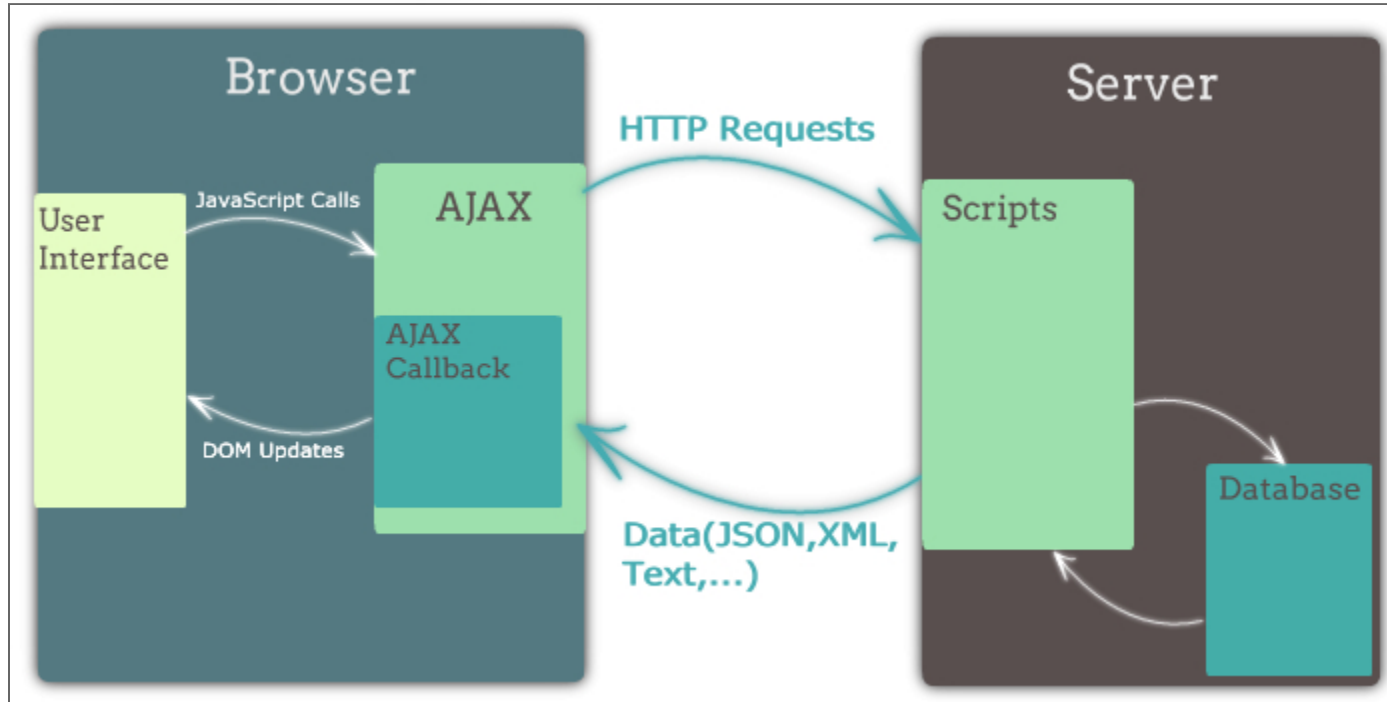 Browser
Server
HTTP Requests
JavaScript Calls
AJAX
User
Interface
Scripts
AJAX
Callback
DOM Updates
Database
Data(JSON,XML,
Text,...)